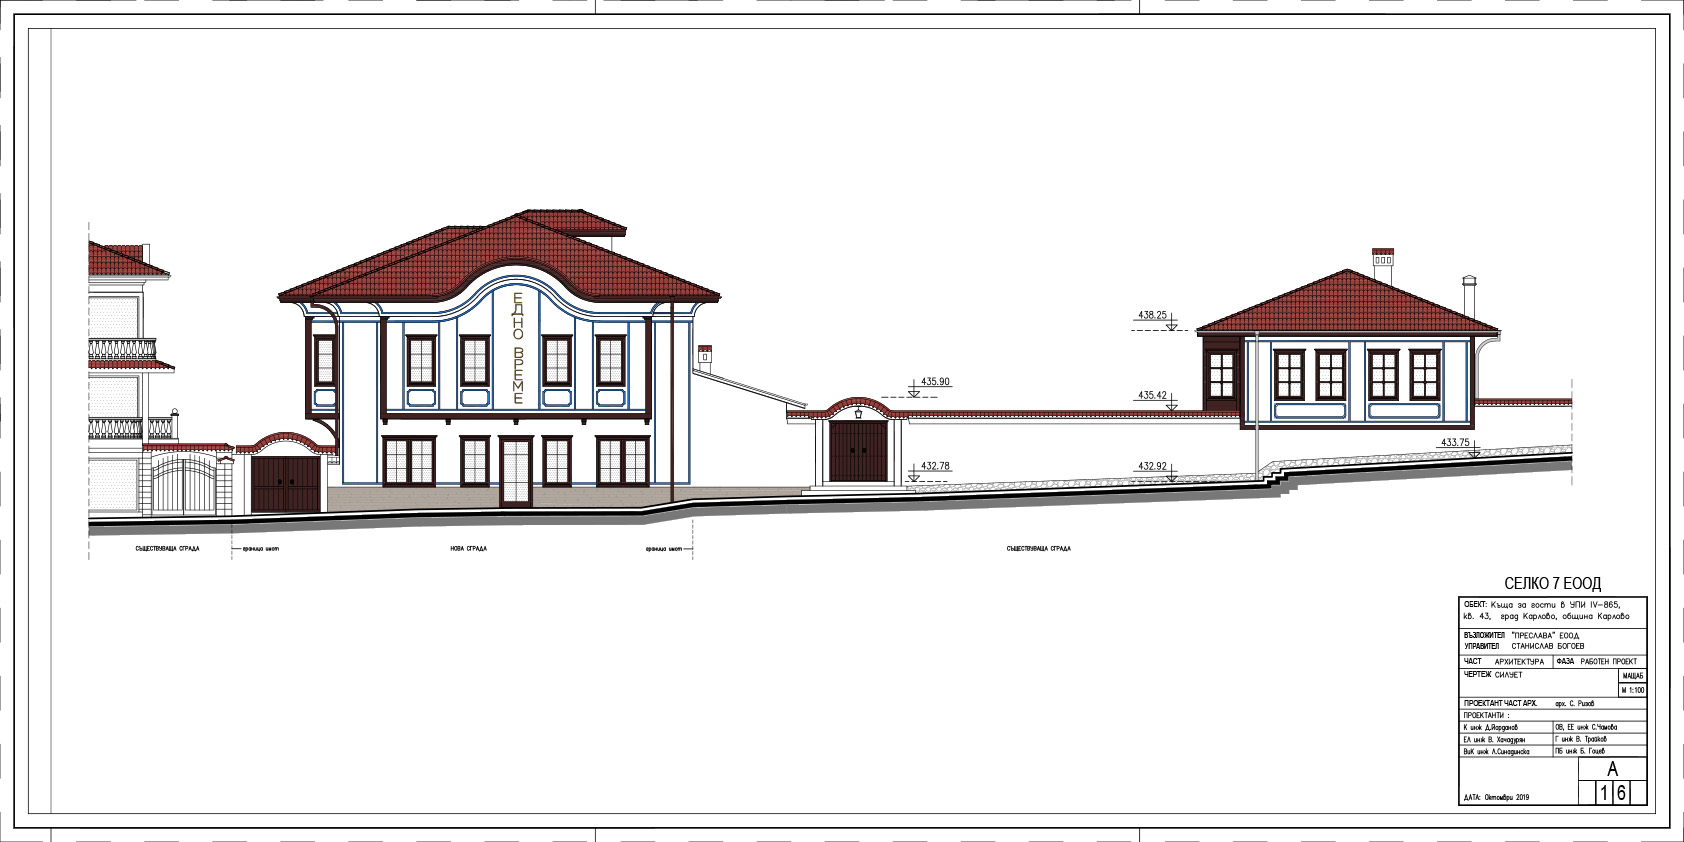 ЕДНО ВРЕМЕ
438.25
435.90
435.42
433.75
432.78
432.92
СЪЩЕСТВУВАЩА СГРАДА
граница имот
НОВА СГРАДА
граница имот
СЪЩЕСТВУВАЩА СГРАДА
СЕЛКО 7 ЕООД
ОБЕКТ: Къща за гости в УПИ IV-865,
кв. 43, град Карлово, община Карлово
ВЪЗЛОЖИТЕЛ "ПРЕСЛАВА" ЕООД
УПРАВИТЕЛ СТАНИСЛАВ БОГОЕВ
ЧАСТ АРХИТЕКТУРА ФАЗА РАБОТЕН ПРОЕКТ
ЧЕРТЕЖ СИЛУЕТ МАЩАБ
М 1:100
ПРОЕКТАНТ ЧАСТ АРХ. арх. С. Ризов
ПРОЕКТАНТИ :
К инж Д.Йорданов ОВ, ЕЕ инж С.Чамова
ЕЛ инж В. Хачадурян Г инж В. Трайков
ВиК инж Л.Синадинска ПБ инж Б. Гоцев
А
16
ДАТА: Октомври 2019